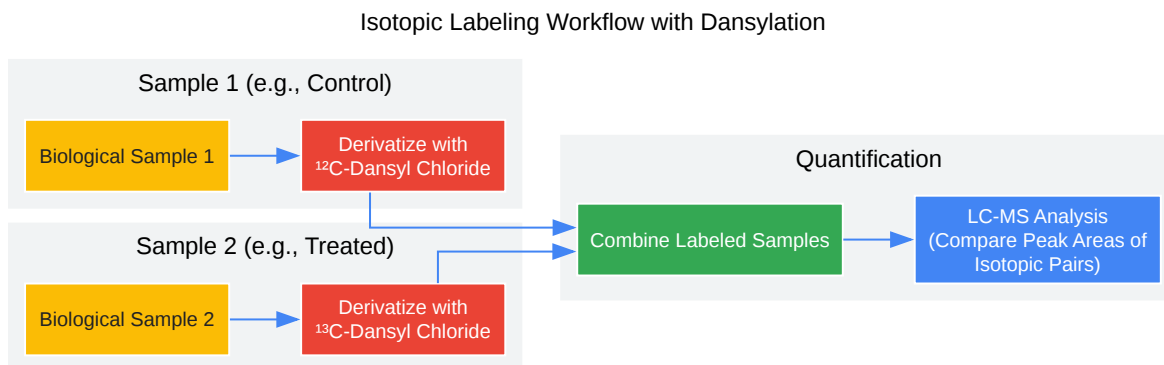 Isotopic Labeling Workflow with Dansylation
Sample 1 (e.g., Control)
Biological Sample 1
Derivatize with
¹²C-Dansyl Chloride
Sample 2 (e.g., Treated)
Biological Sample 2
Derivatize with
¹³C-Dansyl Chloride
Quantification
Combine Labeled Samples
LC-MS Analysis
(Compare Peak Areas of
Isotopic Pairs)